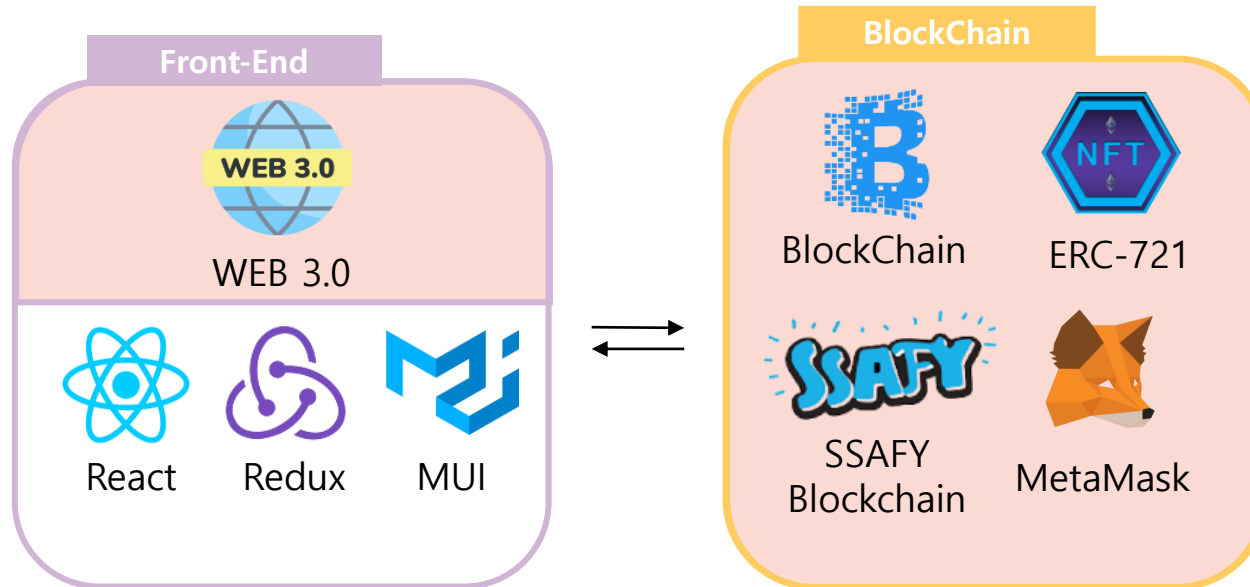 Front-End
WEB 3.0
WEB 3.0
React
Redux
MUI
BlockChain
B
NFT
BlockChain
ERC-721
SSAFY
SSAFY
Blockchain
MetaMask